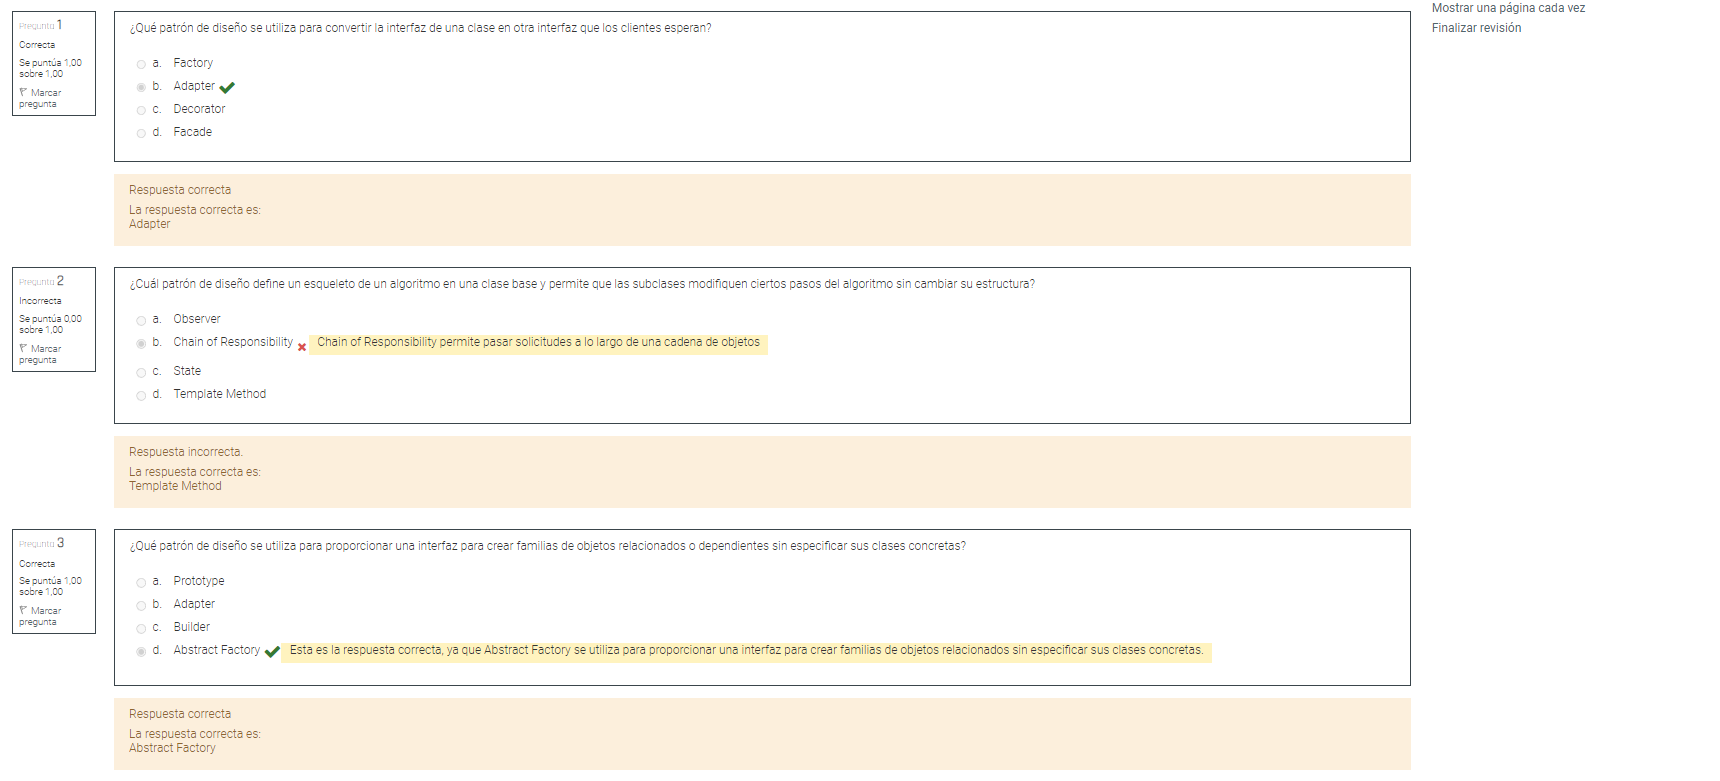 Mostrar una página cada vez
Finalizar revisión
Pregunta 1
Correcta
Se puntúa 1,00
sobre 1,00
Marcar
pregunta
¿Qué patrón de diseño se utiliza para convertir la interfaz de una clase en otra interfaz que los clientes esperan?
a. Factory
b. Adapter
c. Decorator
d. Facade
Respuesta correcta
La respuesta correcta es:
Adapter
Pregunta 2
Incorrecta
Se puntúa 0,00
sobre 1,00
Marcar
pregunta
¿Cuál patrón de diseño define un esqueleto de un algoritmo en una clase base y permite que las subclases modifiquen ciertos pasos del algoritmo sin cambiar su estructura?
a. Observer
b. Chain of Responsibility Chain of Responsibility permite pasar solicitudes a lo largo de una cadena de objetos
c. State
d. Template Method
Respuesta incorrecta.
La respuesta correcta es:
Template Method
Pregunta 3
Correcta
Se puntúa 1,00
sobre 1,00
Marcar
pregunta
¿Qué patrón de diseño se utiliza para proporcionar una interfaz para crear familias de objetos relacionados o dependientes sin especificar sus clases concretas?
a. Prototype
b. Adapter
c. Builder
d. Abstract Factory Esta es la respuesta correcta, ya que Abstract Factory se utiliza para proporcionar una interfaz para crear familias de objetos relacionados sin especificar sus clases concretas.
Respuesta correcta
La respuesta correcta es:
Abstract Factory